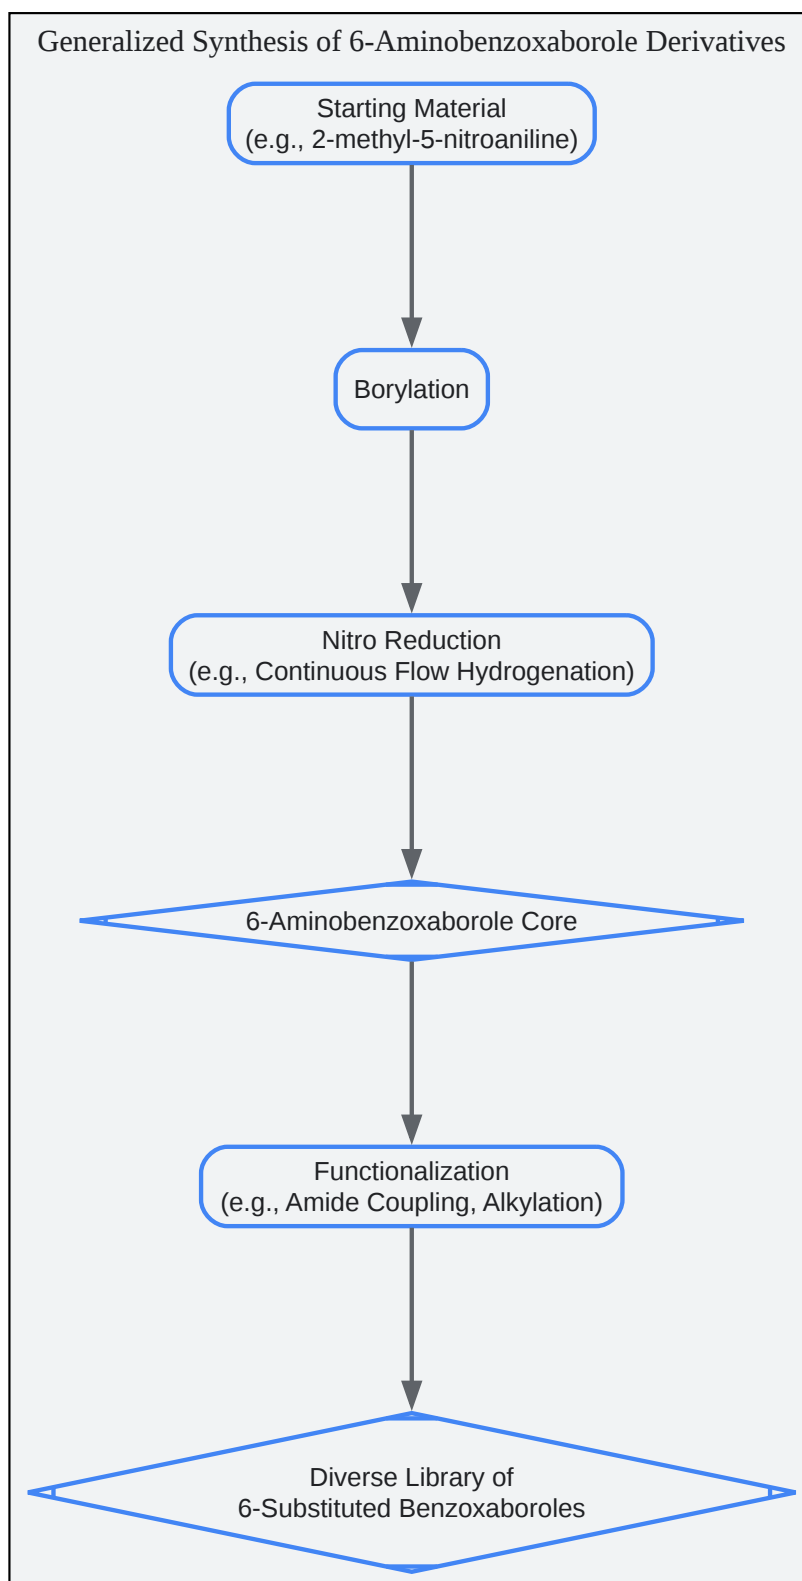 Generalized Synthesis of 6-Aminobenzoxaborole Derivatives
Starting Material
(e.g., 2-methyl-5-nitroaniline)
Borylation
Nitro Reduction
(e.g., Continuous Flow Hydrogenation)
6-Aminobenzoxaborole Core
Functionalization
(e.g., Amide Coupling, Alkylation)
Diverse Library of
6-Substituted Benzoxaboroles